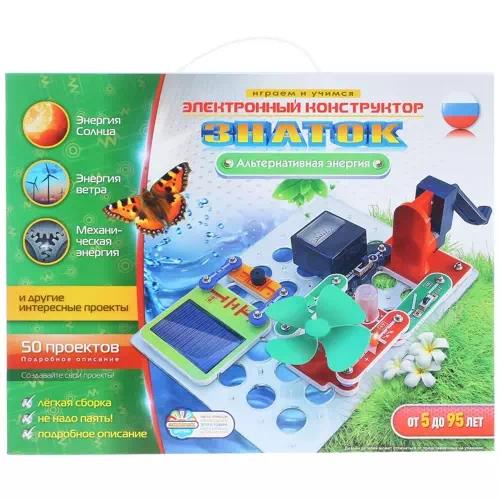 играем и учимся
ЭЛЕКТРОННЫЙ КОНСТРУКТОР
ЗНАТОК
Альтернативная энергия
Энергия
Солнца
Энергия
ветра
Механи-
ческая
энергия
и другие
интересные проекты
50 проектов
Подробное описание
Создавайте свои проекты!
лёгкая сборка
не надо паять!
подробное описание
от 5 до 95 лет